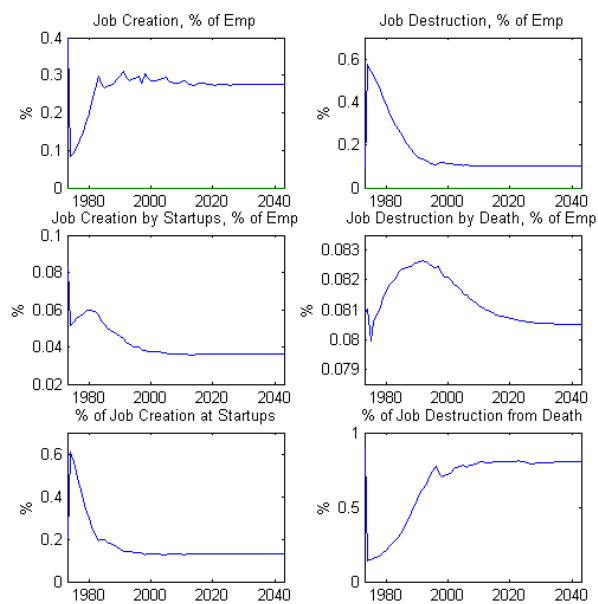 Job Creation, % of Emp
Job Destruction, % of Emp
0.4
0.3
0.2
0.1
0
%
1980 2000 2020 2040
0.6
0.4
0.2
0
%
1980 2000 2020 2040
Job Creation by Startups, % of Emp
Job Destruction by Death, % of Emp
0.1
0.08
0.06
0.04
0.02
%
1980 2000 2020 2040
0.083
0.082
0.081
0.08
0.079
%
1980 2000 2020 2040
% of Job Creation at Startups
% of Job Destruction from Death
0.6
0.4
0.2
0
%
1980 2000 2020 2040
1
0.5
0
%
1980 2000 2020 2040